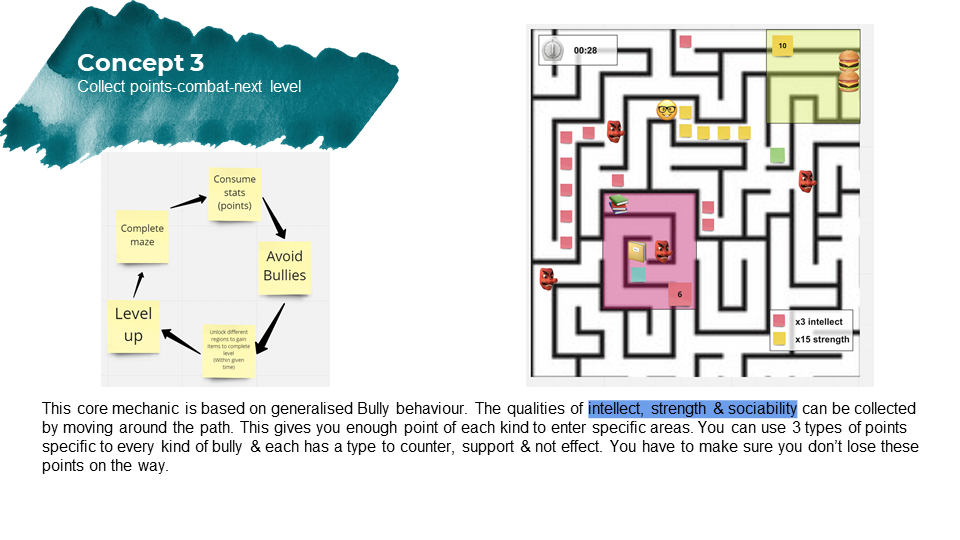 Concept 3
Collect points-combat-next level
Consume
stats
(points)
Complete
maze
Avoid
Bullies
Level
up
Unlock different
regions to gain
items to complete
level
(Within given
time)
00:28
10
6
x3 intellect
x15 strength
This core mechanic is based on generalised Bully behaviour. The qualities of intellect, strength & sociability can be collected
by moving around the path. This gives you enough point of each kind to enter specific areas. You can use 3 types of points
specific to every kind of bully & each has a type to counter, support & not effect. You have to make sure you don’t lose these
points on the way.